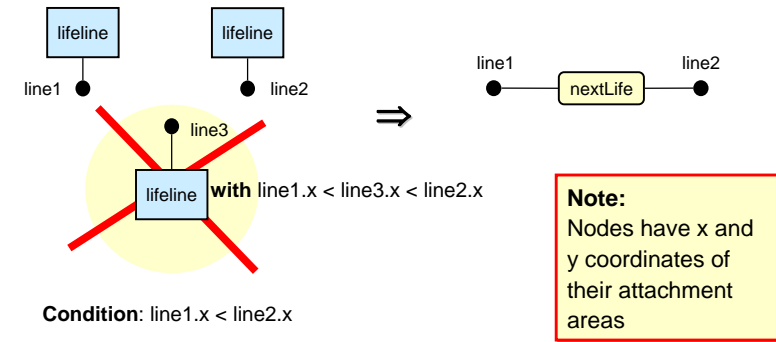 lifeline
lifeline
line1
line2
line3
lifeline
with line1.x < line3.x < line2.x
Condition: line1.x < line2.x
⇒
line1
line2
nextLife
Note:
Nodes have x and
y coordinates of
their attachment
areas